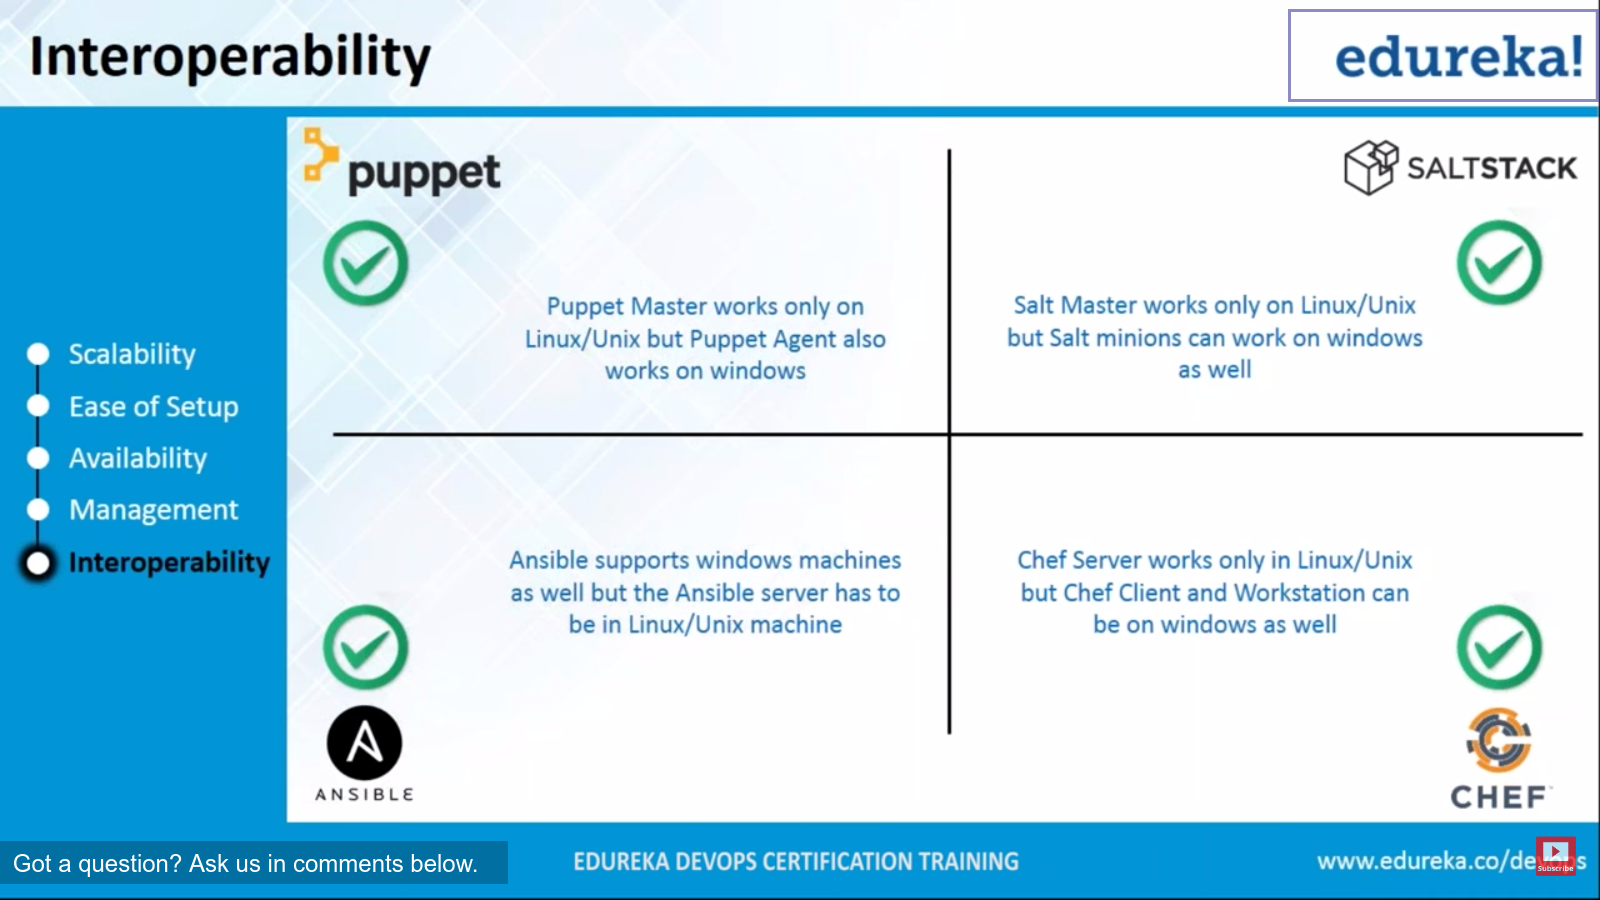 Interoperability
edureka!
puppet
SALTSTACK
Puppet Master works only on
Linux/Unix but Puppet Agent also
works on windows
Salt Master works only on Linux/Unix
but Salt minions can work on windows
as well
Scalability
Ease of Setup
Availability
Management
Interoperability
Ansible supports windows machines
as well but the Ansible server has to
be in Linux/Unix machine
Chef Server works only in Linux/Unix
but Chef Client and Workstation can
be on windows as well
ANSIBLE
CHEF
Got a question? Ask us in comments below.
EDUREKA DEVOPS CERTIFICATION TRAINING
www.edureka.co/devops
Subscribe